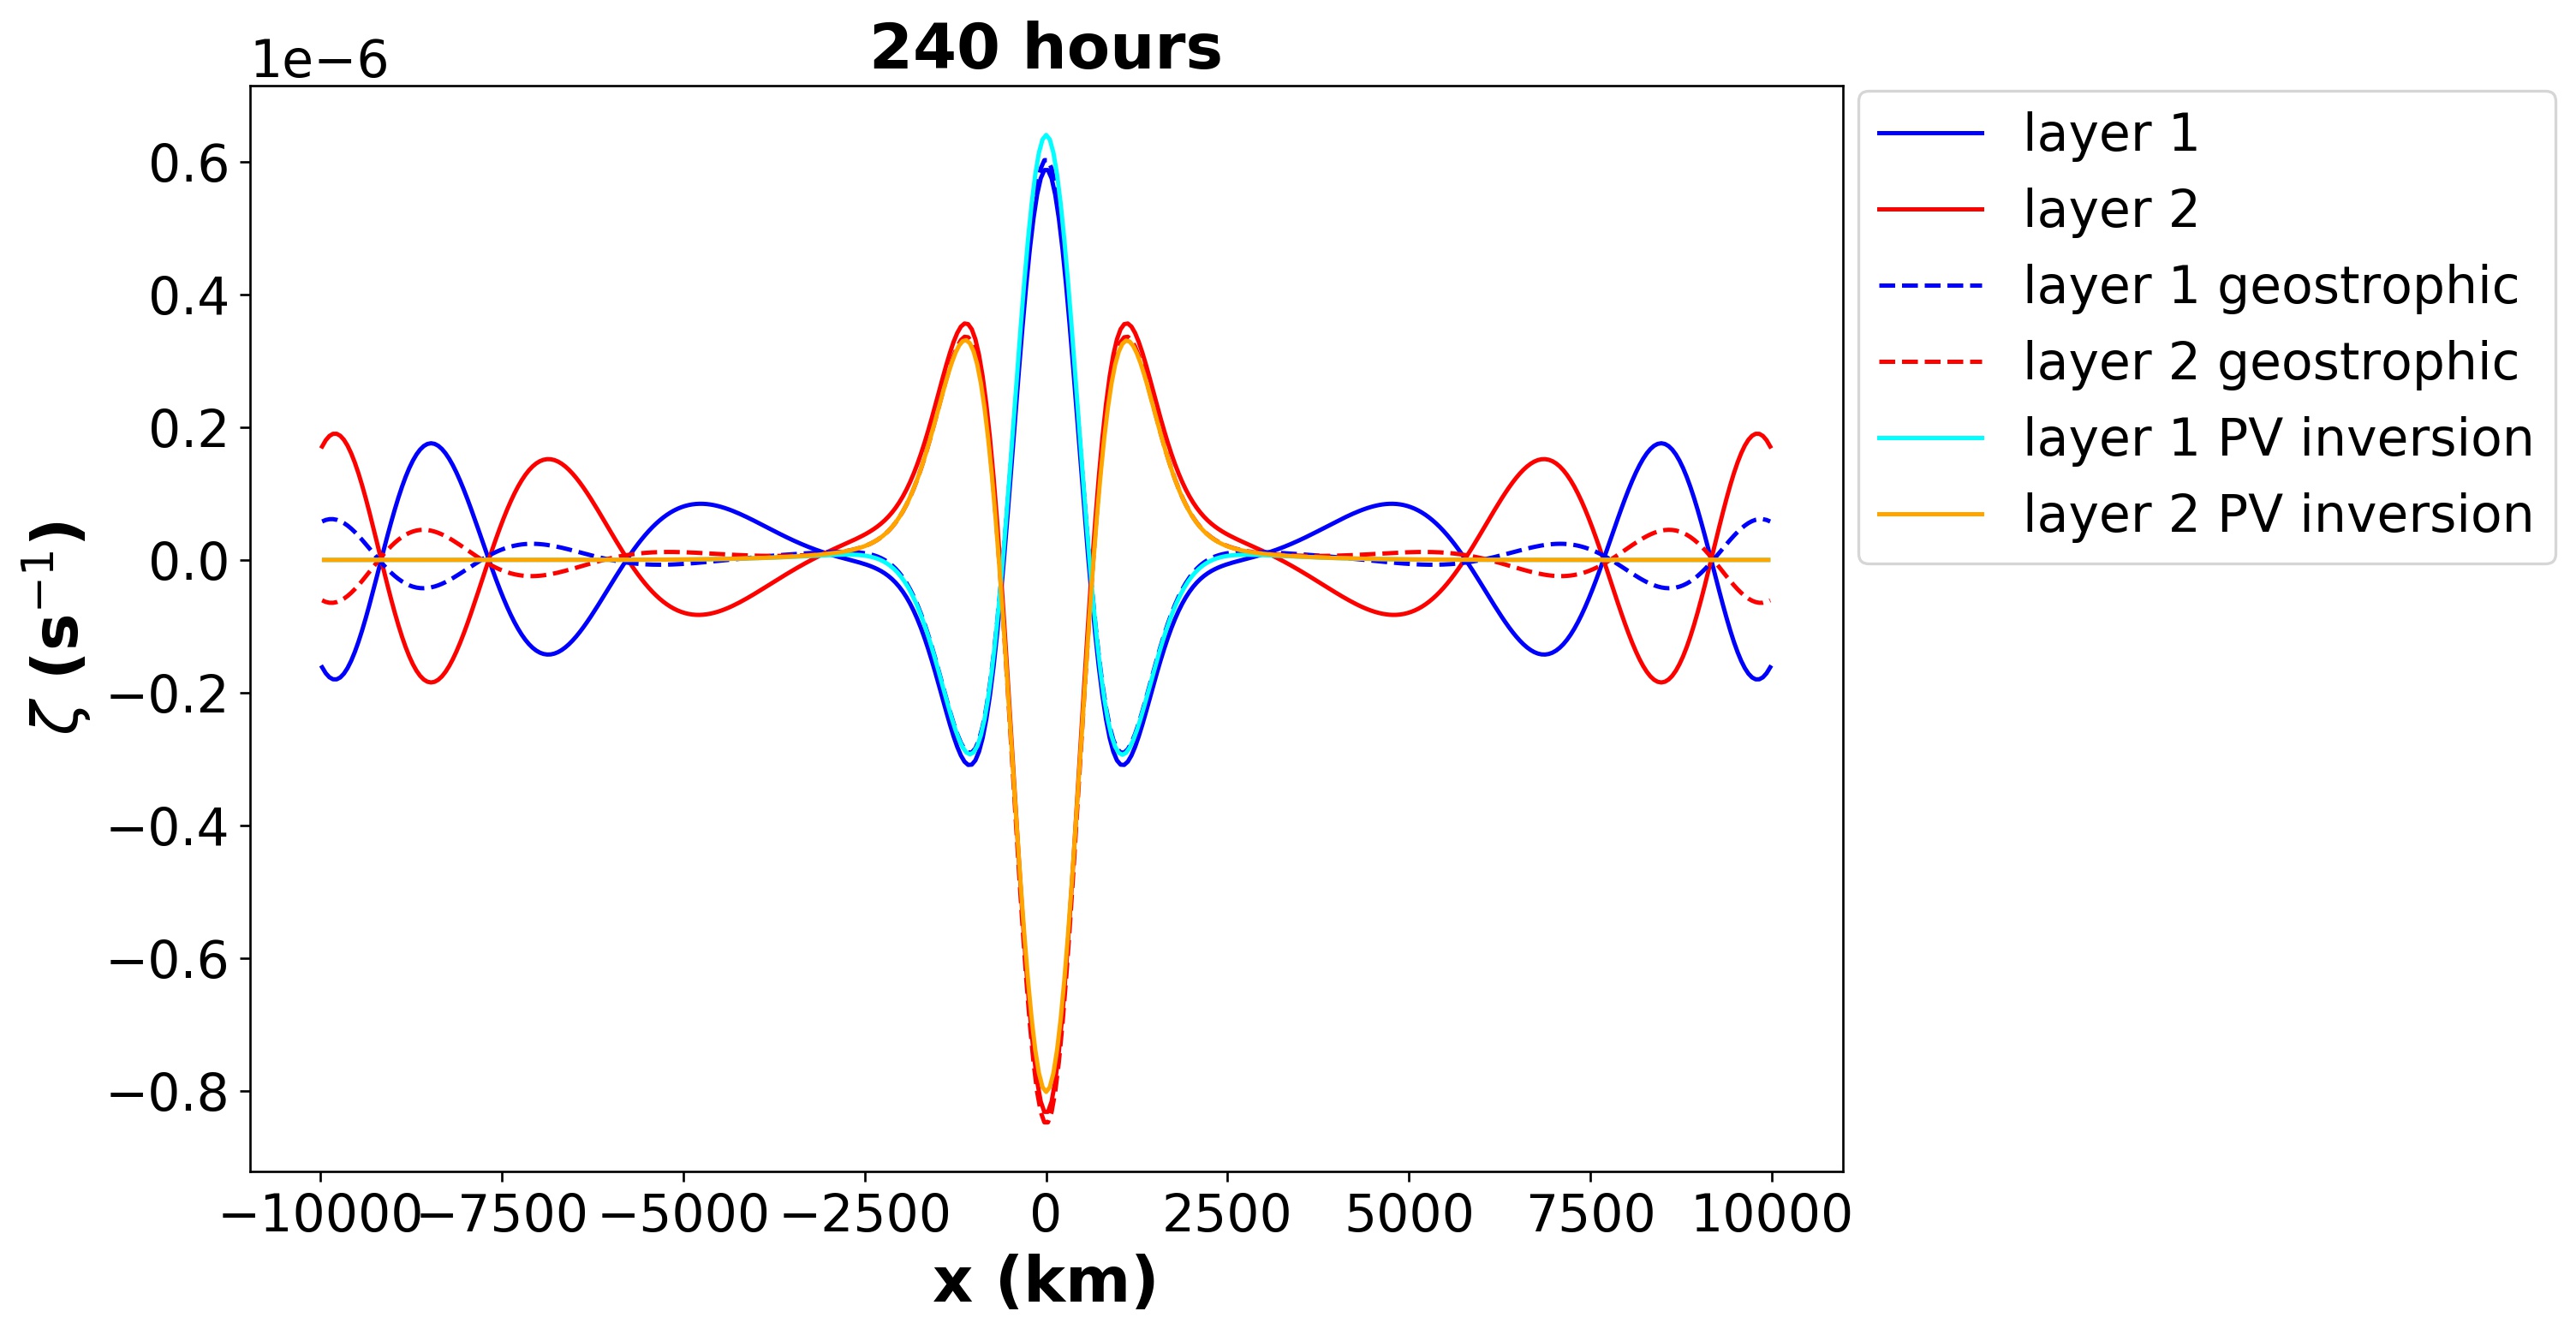 240 hours
1e−6
0.6
0.4
0.2
0.0
−0.2
−0.4
−0.6
−0.8
ζ (s⁻¹)
−10000 −7500 −5000 −2500 0 2500 5000 7500 10000
x (km)
layer 1
layer 2
layer 1 geostrophic
layer 2 geostrophic
layer 1 PV inversion
layer 2 PV inversion